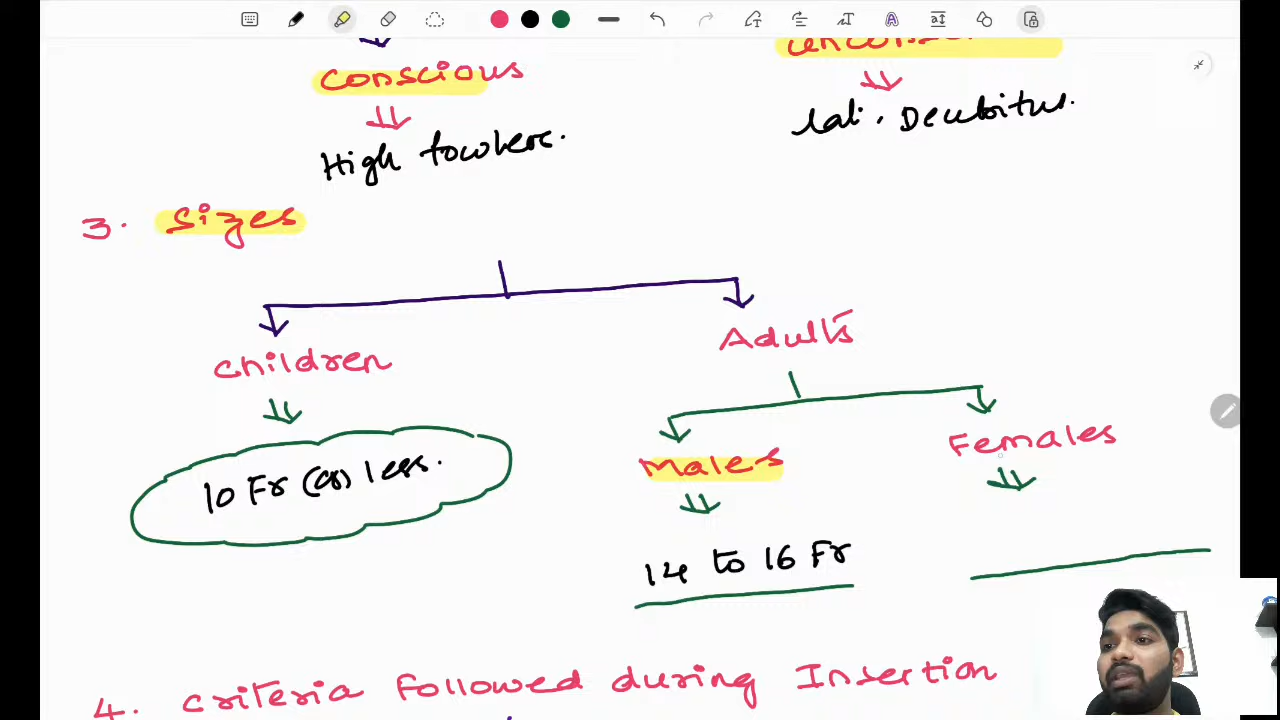 Conscious
High fowlers.
lat. Decubitus.
3. Sizes
Children
Adults
10 Fr (or) less.
Males
Females
14 to 16 Fr
4. Criteria followed during Insertion